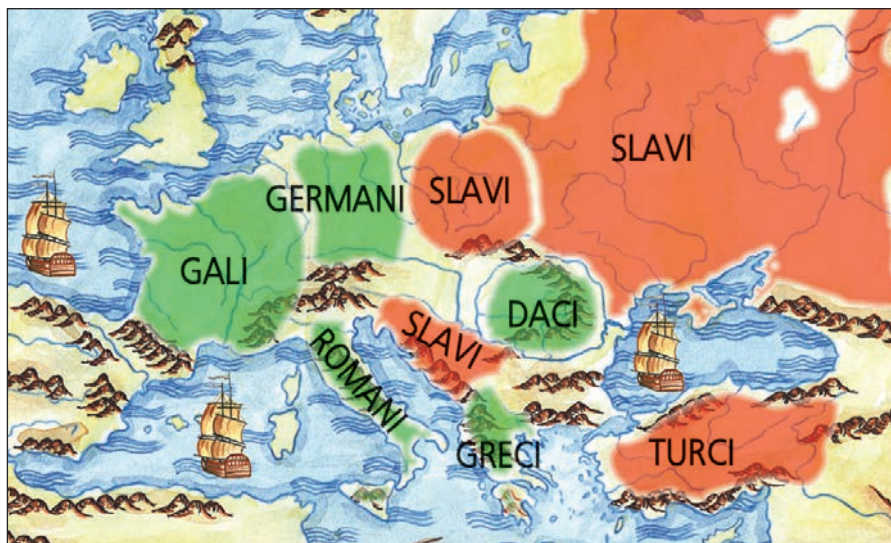 SLAVI
GERMANI
SLAVI
GALI
DACI
SLAVI
ROMANI
GRECI
TURCI